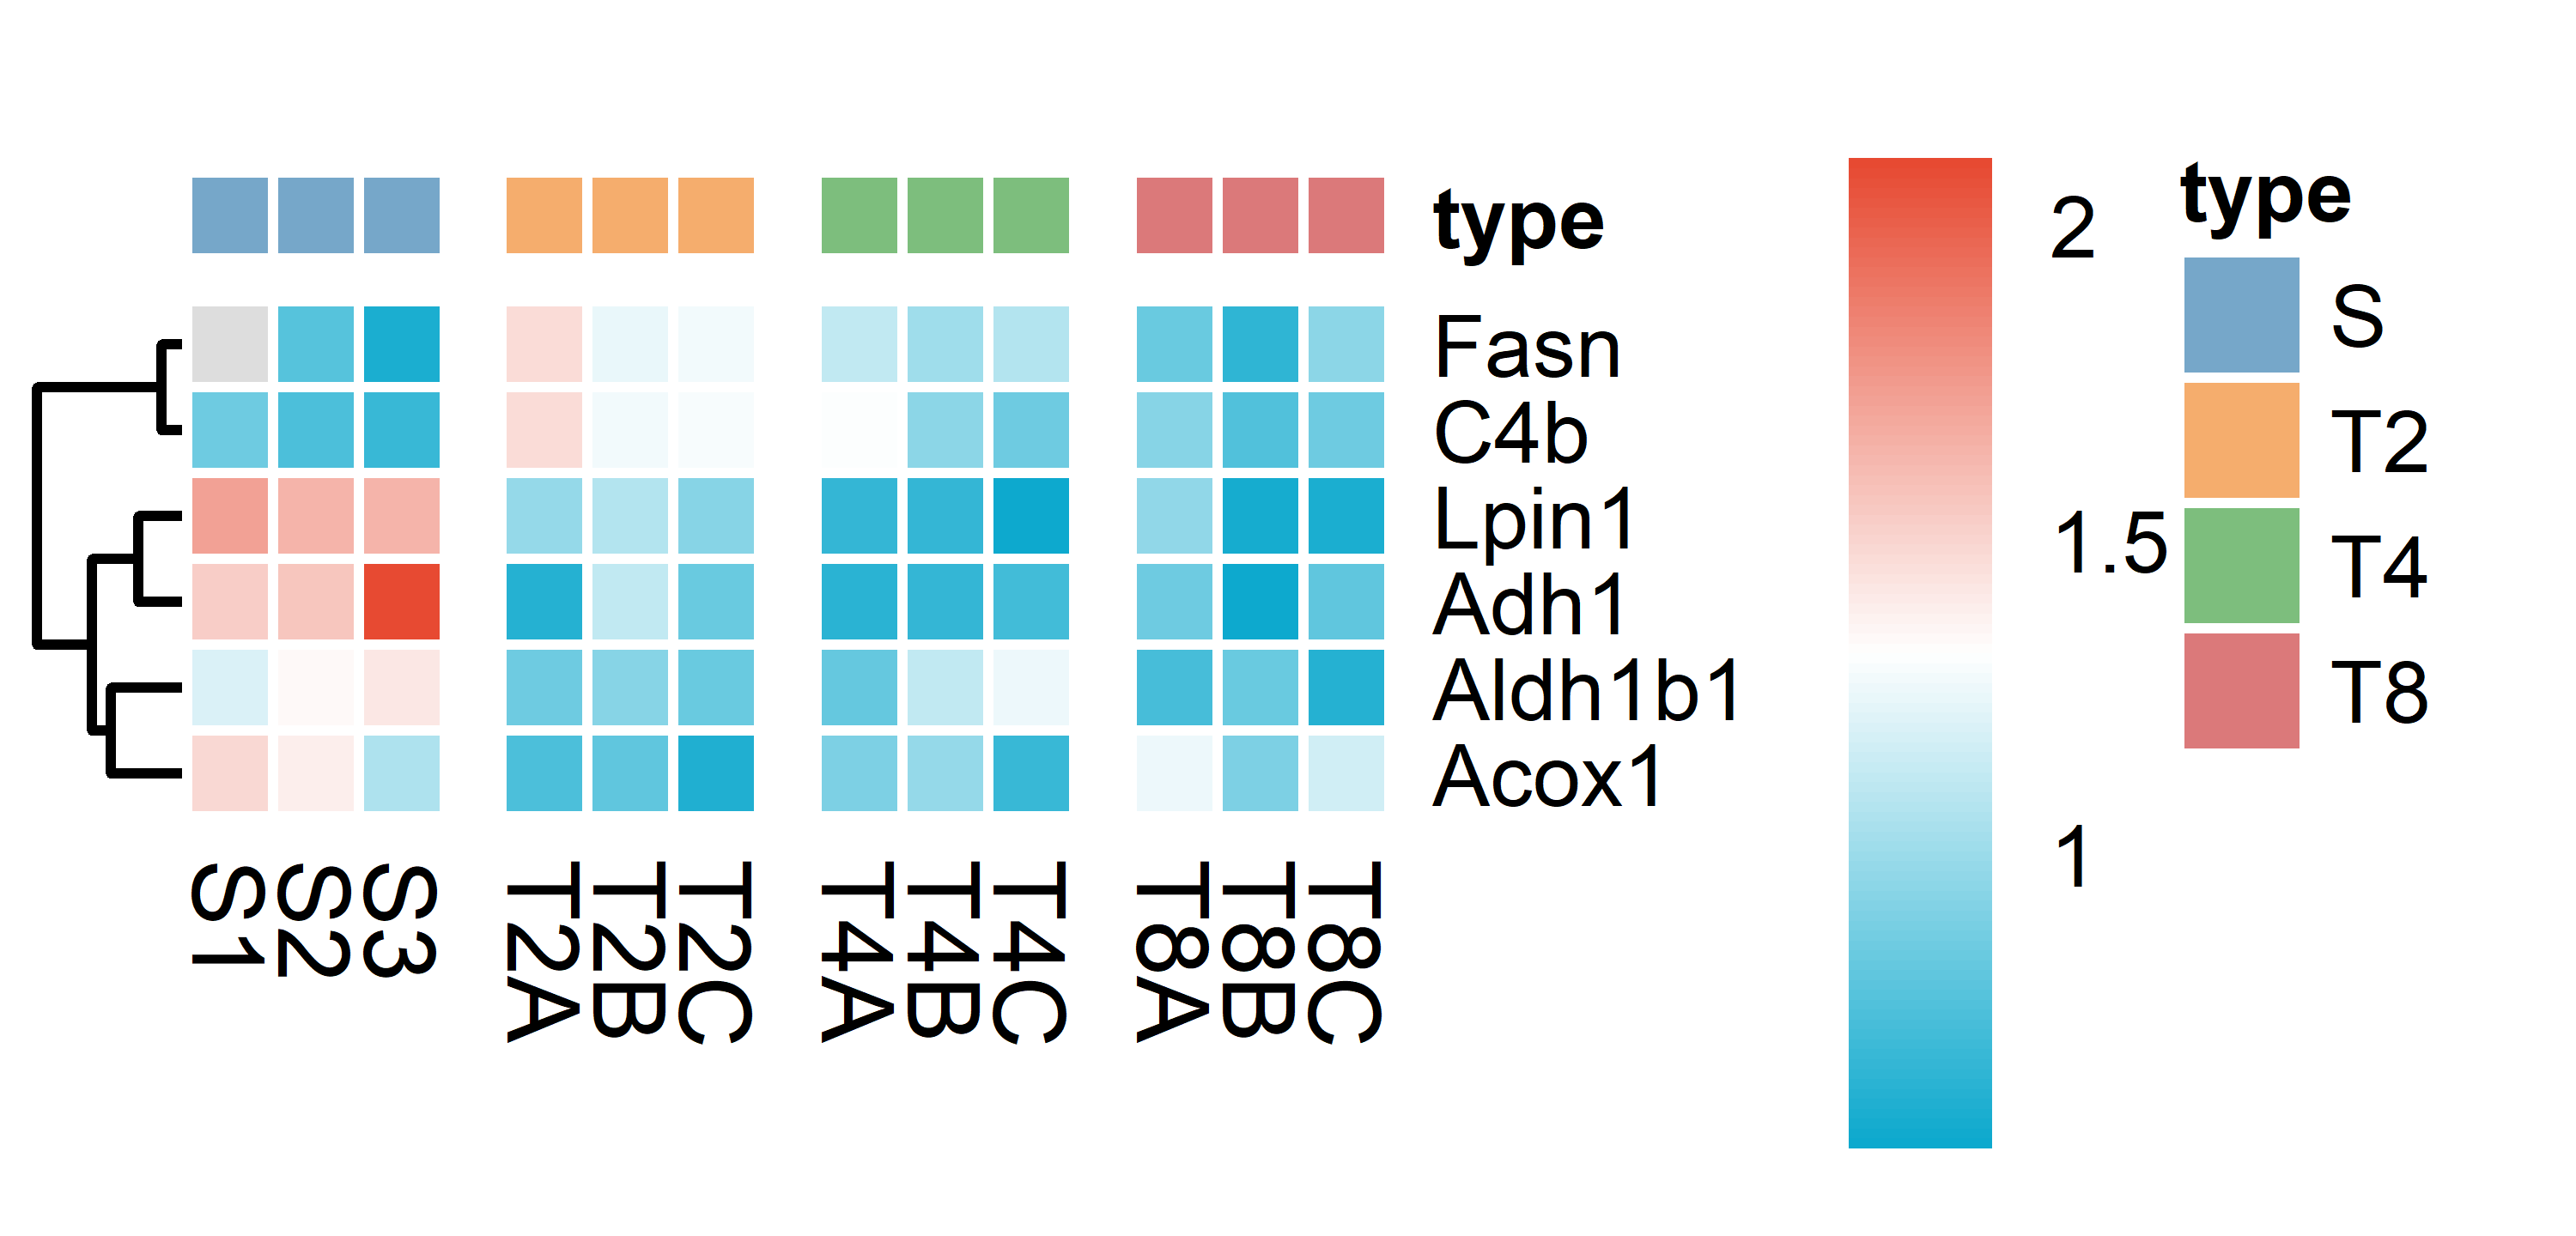 type
Fasn
C4b
Lpin1
Adh1
Aldh1b1
Acox1
S1
S2
S3
T2A
T2B
T2C
T4A
T4B
T4C
T8A
T8B
T8C
2
1.5
1
type
S
T2
T4
T8